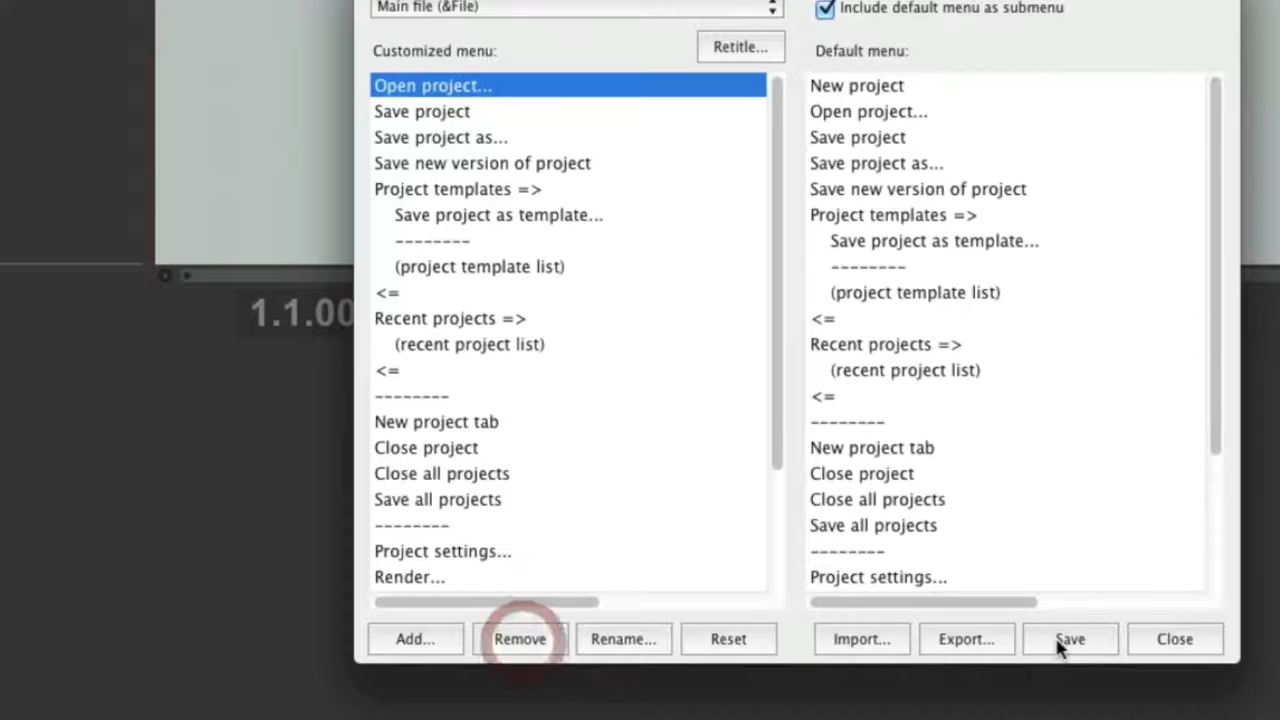 Main file (&File)
Include default menu as submenu
Customized menu:
Retitle...
Default menu:
Open project...
Save project
Save project as...
Save new version of project
Project templates =>
Save project as template...
--------
(project template list)
<=
Recent projects =>
(recent project list)
<=
--------
New project tab
Close project
Close all projects
Save all projects
--------
Project settings...
Render...
New project
Open project...
Save project
Save project as...
Save new version of project
Project templates =>
Save project as template...
--------
(project template list)
<=
Recent projects =>
(recent project list)
<=
--------
New project tab
Close project
Close all projects
Save all projects
--------
Project settings...
1.1.00
Add...
Remove
Rename...
Reset
Import...
Export...
Save
Close